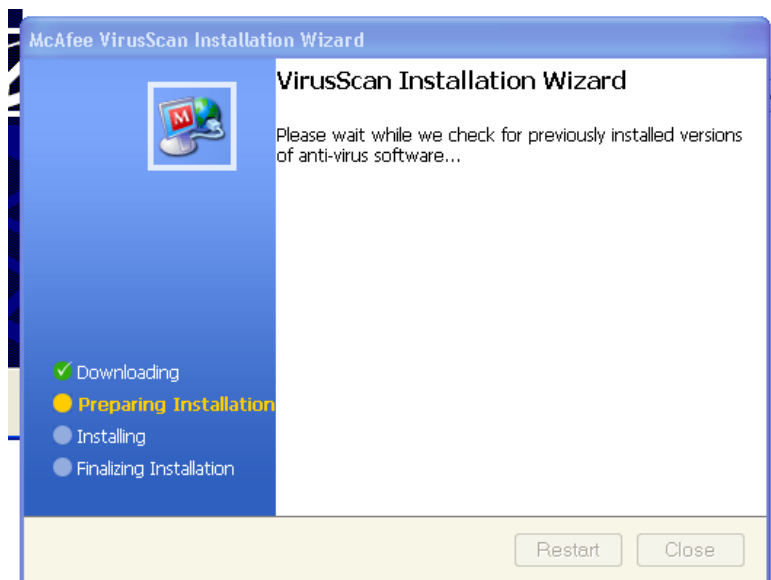 McAfee VirusScan Installation Wizard
VirusScan Installation Wizard
Please wait while we check for previously installed versions
of anti-virus software...
M
Downloading
Preparing Installation
Installing
Finalizing Installation
Restart
Close